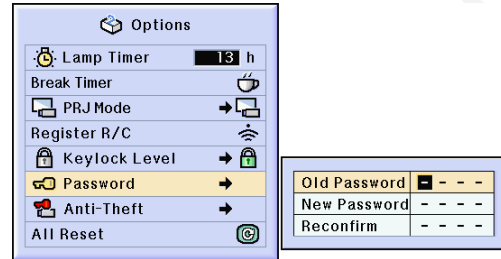 Options
Lamp Timer 13 h
Break Timer
PRJ Mode
Register R/C
Keylock Level
Password
Anti-Theft
All Reset
Old Password - - - -
New Password - - - -
Reconfirm - - - -